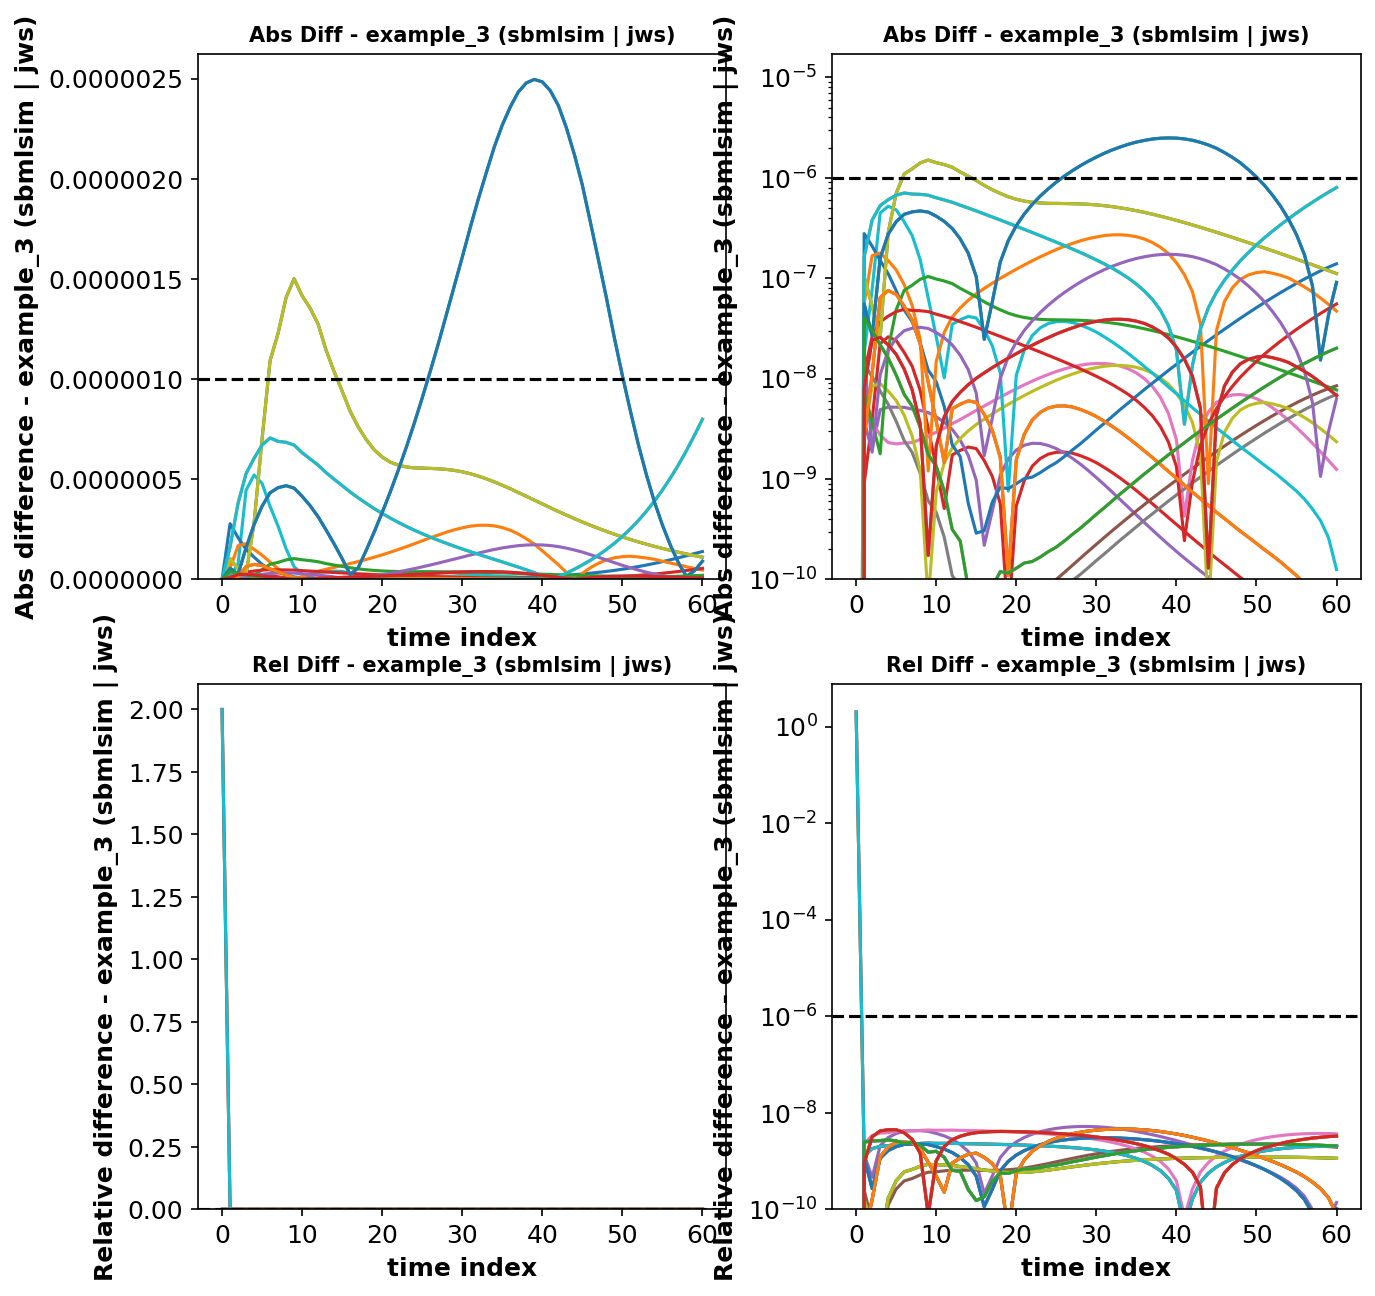 Abs Diff - example_3 (sbmlsim | jws)
Abs difference - example_3 (sbmlsim | jws)
0.0000025
0.0000020
0.0000015
0.0000010
0.0000005
0.0000000
0 10 20 30 40 50 60
time index
Abs Diff - example_3 (sbmlsim | jws)
Abs difference - example_3 (sbmlsim | jws)
10⁻⁵
10⁻⁶
10⁻⁷
10⁻⁸
10⁻⁹
10⁻¹⁰
0 10 20 30 40 50 60
time index
Rel Diff - example_3 (sbmlsim | jws)
Relative difference - example_3 (sbmlsim | jws)
2.00
1.75
1.50
1.25
1.00
0.75
0.50
0.25
0.00
0 10 20 30 40 50 60
time index
Rel Diff - example_3 (sbmlsim | jws)
Relative difference - example_3 (sbmlsim | jws)
10⁰
10⁻²
10⁻⁴
10⁻⁶
10⁻⁸
10⁻¹⁰
0 10 20 30 40 50 60
time index